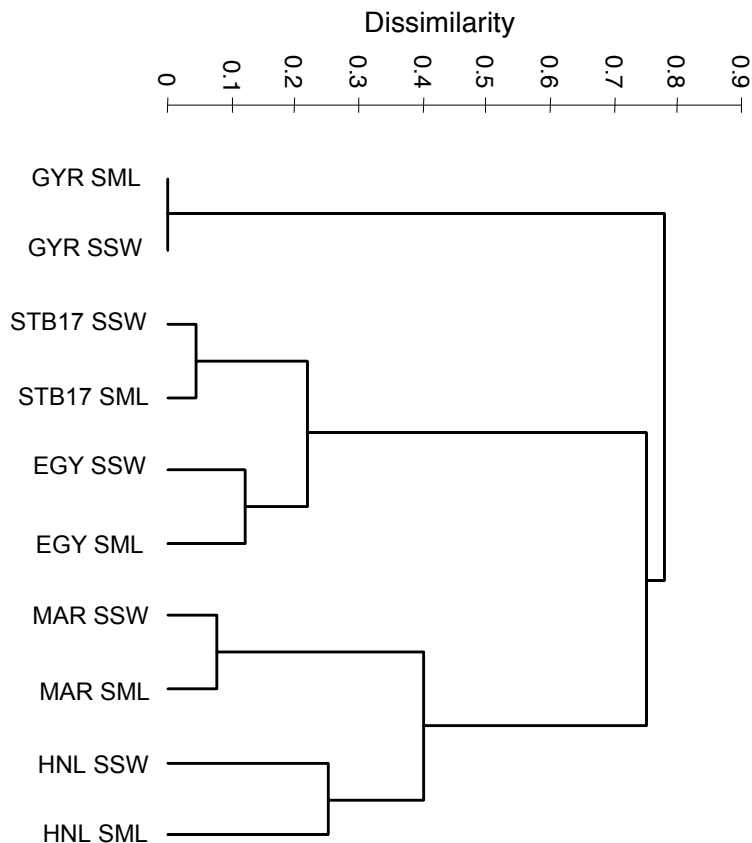 Dissimilarity
0 0.1 0.2 0.3 0.4 0.5 0.6 0.7 0.8 0.9
GYR SML
GYR SSW
STB17 SSW
STB17 SML
EGY SSW
EGY SML
MAR SSW
MAR SML
HNL SSW
HNL SML